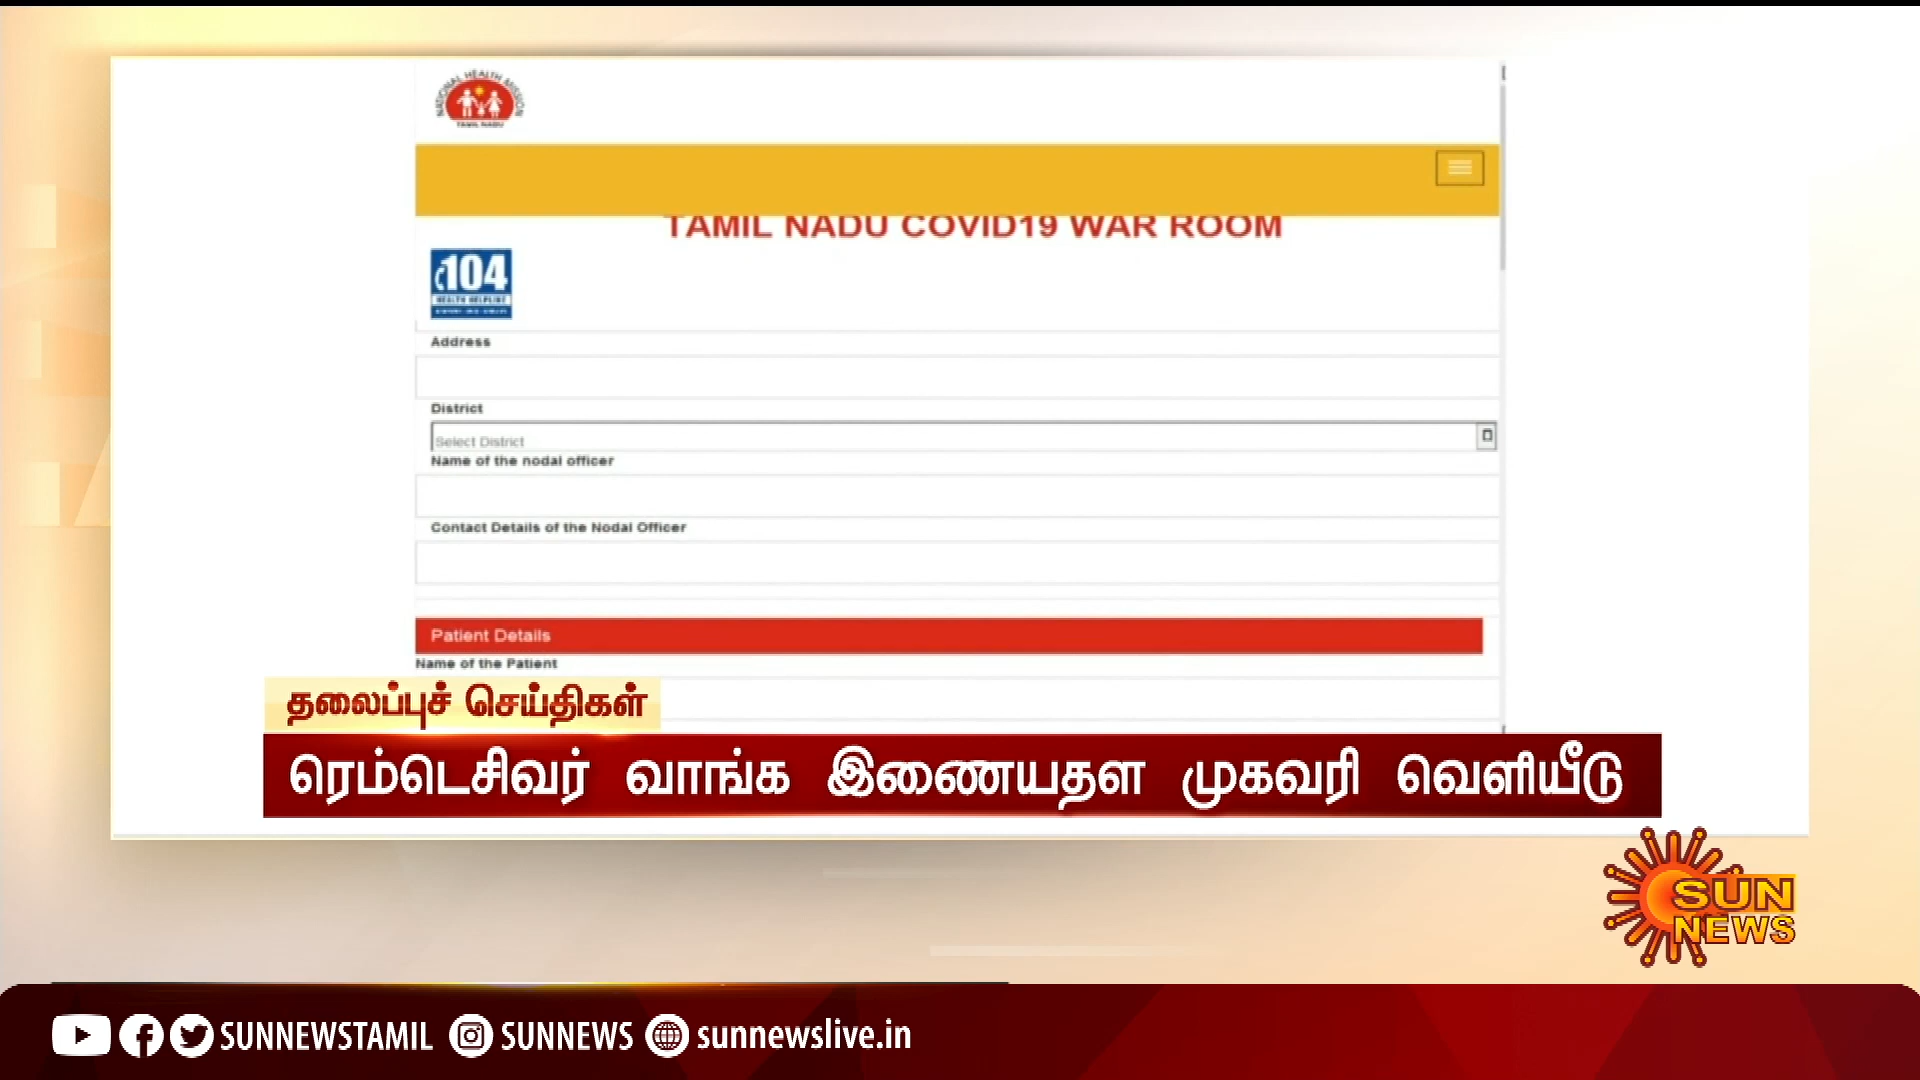 NATIONAL HEALTH MISSION
TAMIL NADU
TAMIL NADU COVID19 WAR ROOM
104
HEALTH HELPLINE
Address
District
Select District
Name of the nodal officer
Contact Details of the Nodal Officer
Patient Details
Name of the Patient
தலைப்புச் செய்திகள்
ரெம்டெசிவர் வாங்க இணையதள முகவரி வெளியீடு
SUN
NEWS
SUNNEWSTAMIL SUNNEWS sunnewslive.in